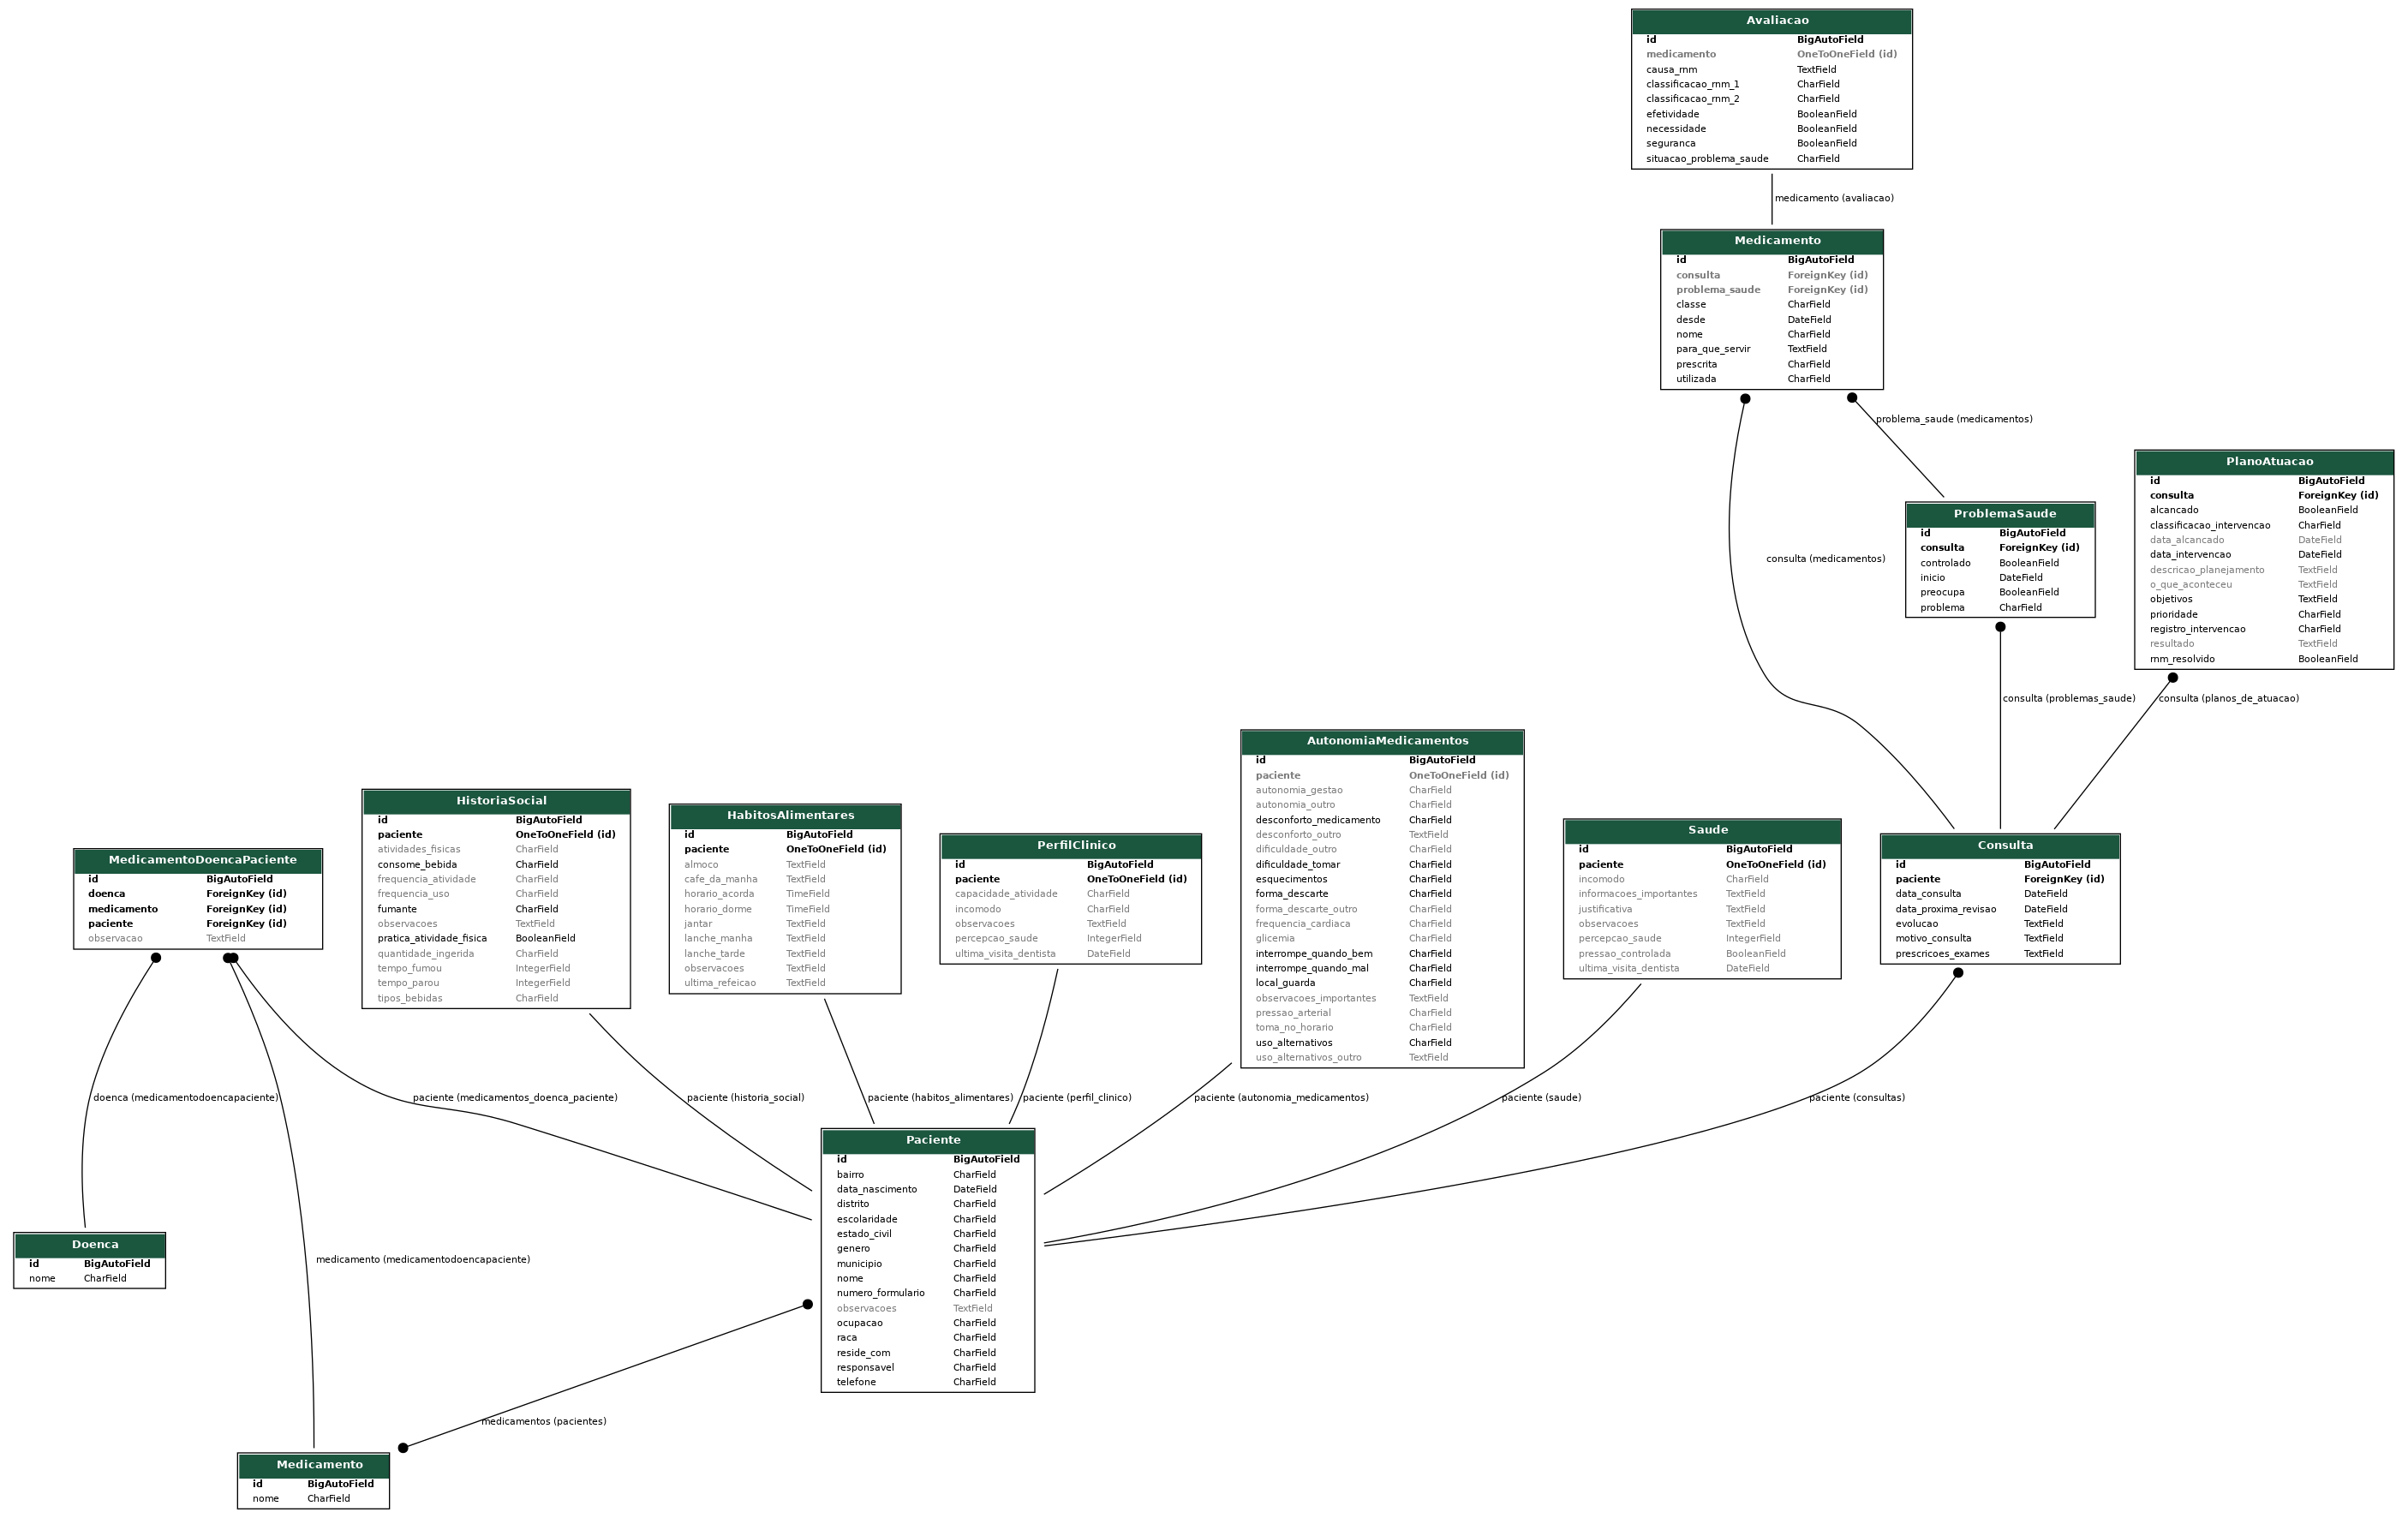 Avaliacao
id BigAutoField
medicamento OneToOneField (id)
causa_rnm TextField
classificacao_rnm_1 CharField
classificacao_rnm_2 CharField
efetividade BooleanField
necessidade BooleanField
seguranca BooleanField
situacao_problema_saude CharField
medicamento (avaliacao)
Medicamento
id BigAutoField
consulta ForeignKey (id)
problema_saude ForeignKey (id)
classe CharField
desde DateField
nome CharField
para_que_servir TextField
prescrita CharField
utilizada CharField
problema_saude (medicamentos)
consulta (medicamentos)
ProblemaSaude
id BigAutoField
consulta ForeignKey (id)
controlado BooleanField
inicio DateField
preocupa BooleanField
problema CharField
PlanoAtuacao
id BigAutoField
consulta ForeignKey (id)
alcancado BooleanField
classificacao_intervencao CharField
data_alcancado DateField
data_intervencao DateField
descricao_planejamento TextField
o_que_aconteceu TextField
objetivos TextField
prioridade CharField
registro_intervencao CharField
resultado TextField
rnm_resolvido BooleanField
consulta (problemas_saude)
consulta (planos_de_atuacao)
MedicamentoDoencaPaciente
id BigAutoField
doenca ForeignKey (id)
medicamento ForeignKey (id)
paciente ForeignKey (id)
observacao TextField
HistoriaSocial
id BigAutoField
paciente OneToOneField (id)
atividades_fisicas CharField
consome_bebida CharField
frequencia_atividade CharField
frequencia_uso CharField
fumante CharField
observacoes TextField
pratica_atividade_fisica BooleanField
quantidade_ingerida CharField
tempo_fumou IntegerField
tempo_parou IntegerField
tipos_bebidas CharField
HabitosAlimentares
id BigAutoField
paciente OneToOneField (id)
almoco TextField
cafe_da_manha TextField
horario_acorda TimeField
horario_dorme TimeField
jantar TextField
lanche_manha TextField
lanche_tarde TextField
observacoes TextField
ultima_refeicao TextField
PerfilClinico
id BigAutoField
paciente OneToOneField (id)
capacidade_atividade CharField
incomodo CharField
observacoes TextField
percepcao_saude IntegerField
ultima_visita_dentista DateField
AutonomiaMedicamentos
id BigAutoField
paciente OneToOneField (id)
autonomia_gestao CharField
autonomia_outro CharField
desconforto_medicamento CharField
desconforto_outro TextField
dificuldade_outro CharField
dificuldade_tomar CharField
esquecimentos CharField
forma_descarte CharField
forma_descarte_outro CharField
frequencia_cardiaca CharField
glicemia CharField
interrompe_quando_bem CharField
interrompe_quando_mal CharField
local_guarda CharField
observacoes_importantes TextField
pressao_arterial CharField
toma_no_horario CharField
uso_alternativos CharField
uso_alternativos_outro TextField
Saude
id BigAutoField
paciente OneToOneField (id)
incomodo CharField
informacoes_importantes TextField
justificativa TextField
observacoes TextField
percepcao_saude IntegerField
pressao_controlada BooleanField
ultima_visita_dentista DateField
Consulta
id BigAutoField
paciente ForeignKey (id)
data_consulta DateField
data_proxima_revisao DateField
evolucao TextField
motivo_consulta TextField
prescricoes_exames TextField
doenca (medicamentodoencapaciente)
paciente (medicamentos_doenca_paciente)
paciente (historia_social)
paciente (habitos_alimentares)
paciente (perfil_clinico)
paciente (autonomia_medicamentos)
paciente (saude)
paciente (consultas)
Paciente
id BigAutoField
bairro CharField
data_nascimento DateField
distrito CharField
escolaridade CharField
estado_civil CharField
genero CharField
municipio CharField
nome CharField
numero_formulario CharField
observacoes TextField
ocupacao CharField
raca CharField
reside_com CharField
responsavel CharField
telefone CharField
Doenca
id BigAutoField
nome CharField
medicamento (medicamentodoencapaciente)
medicamentos (pacientes)
Medicamento
id BigAutoField
nome CharField